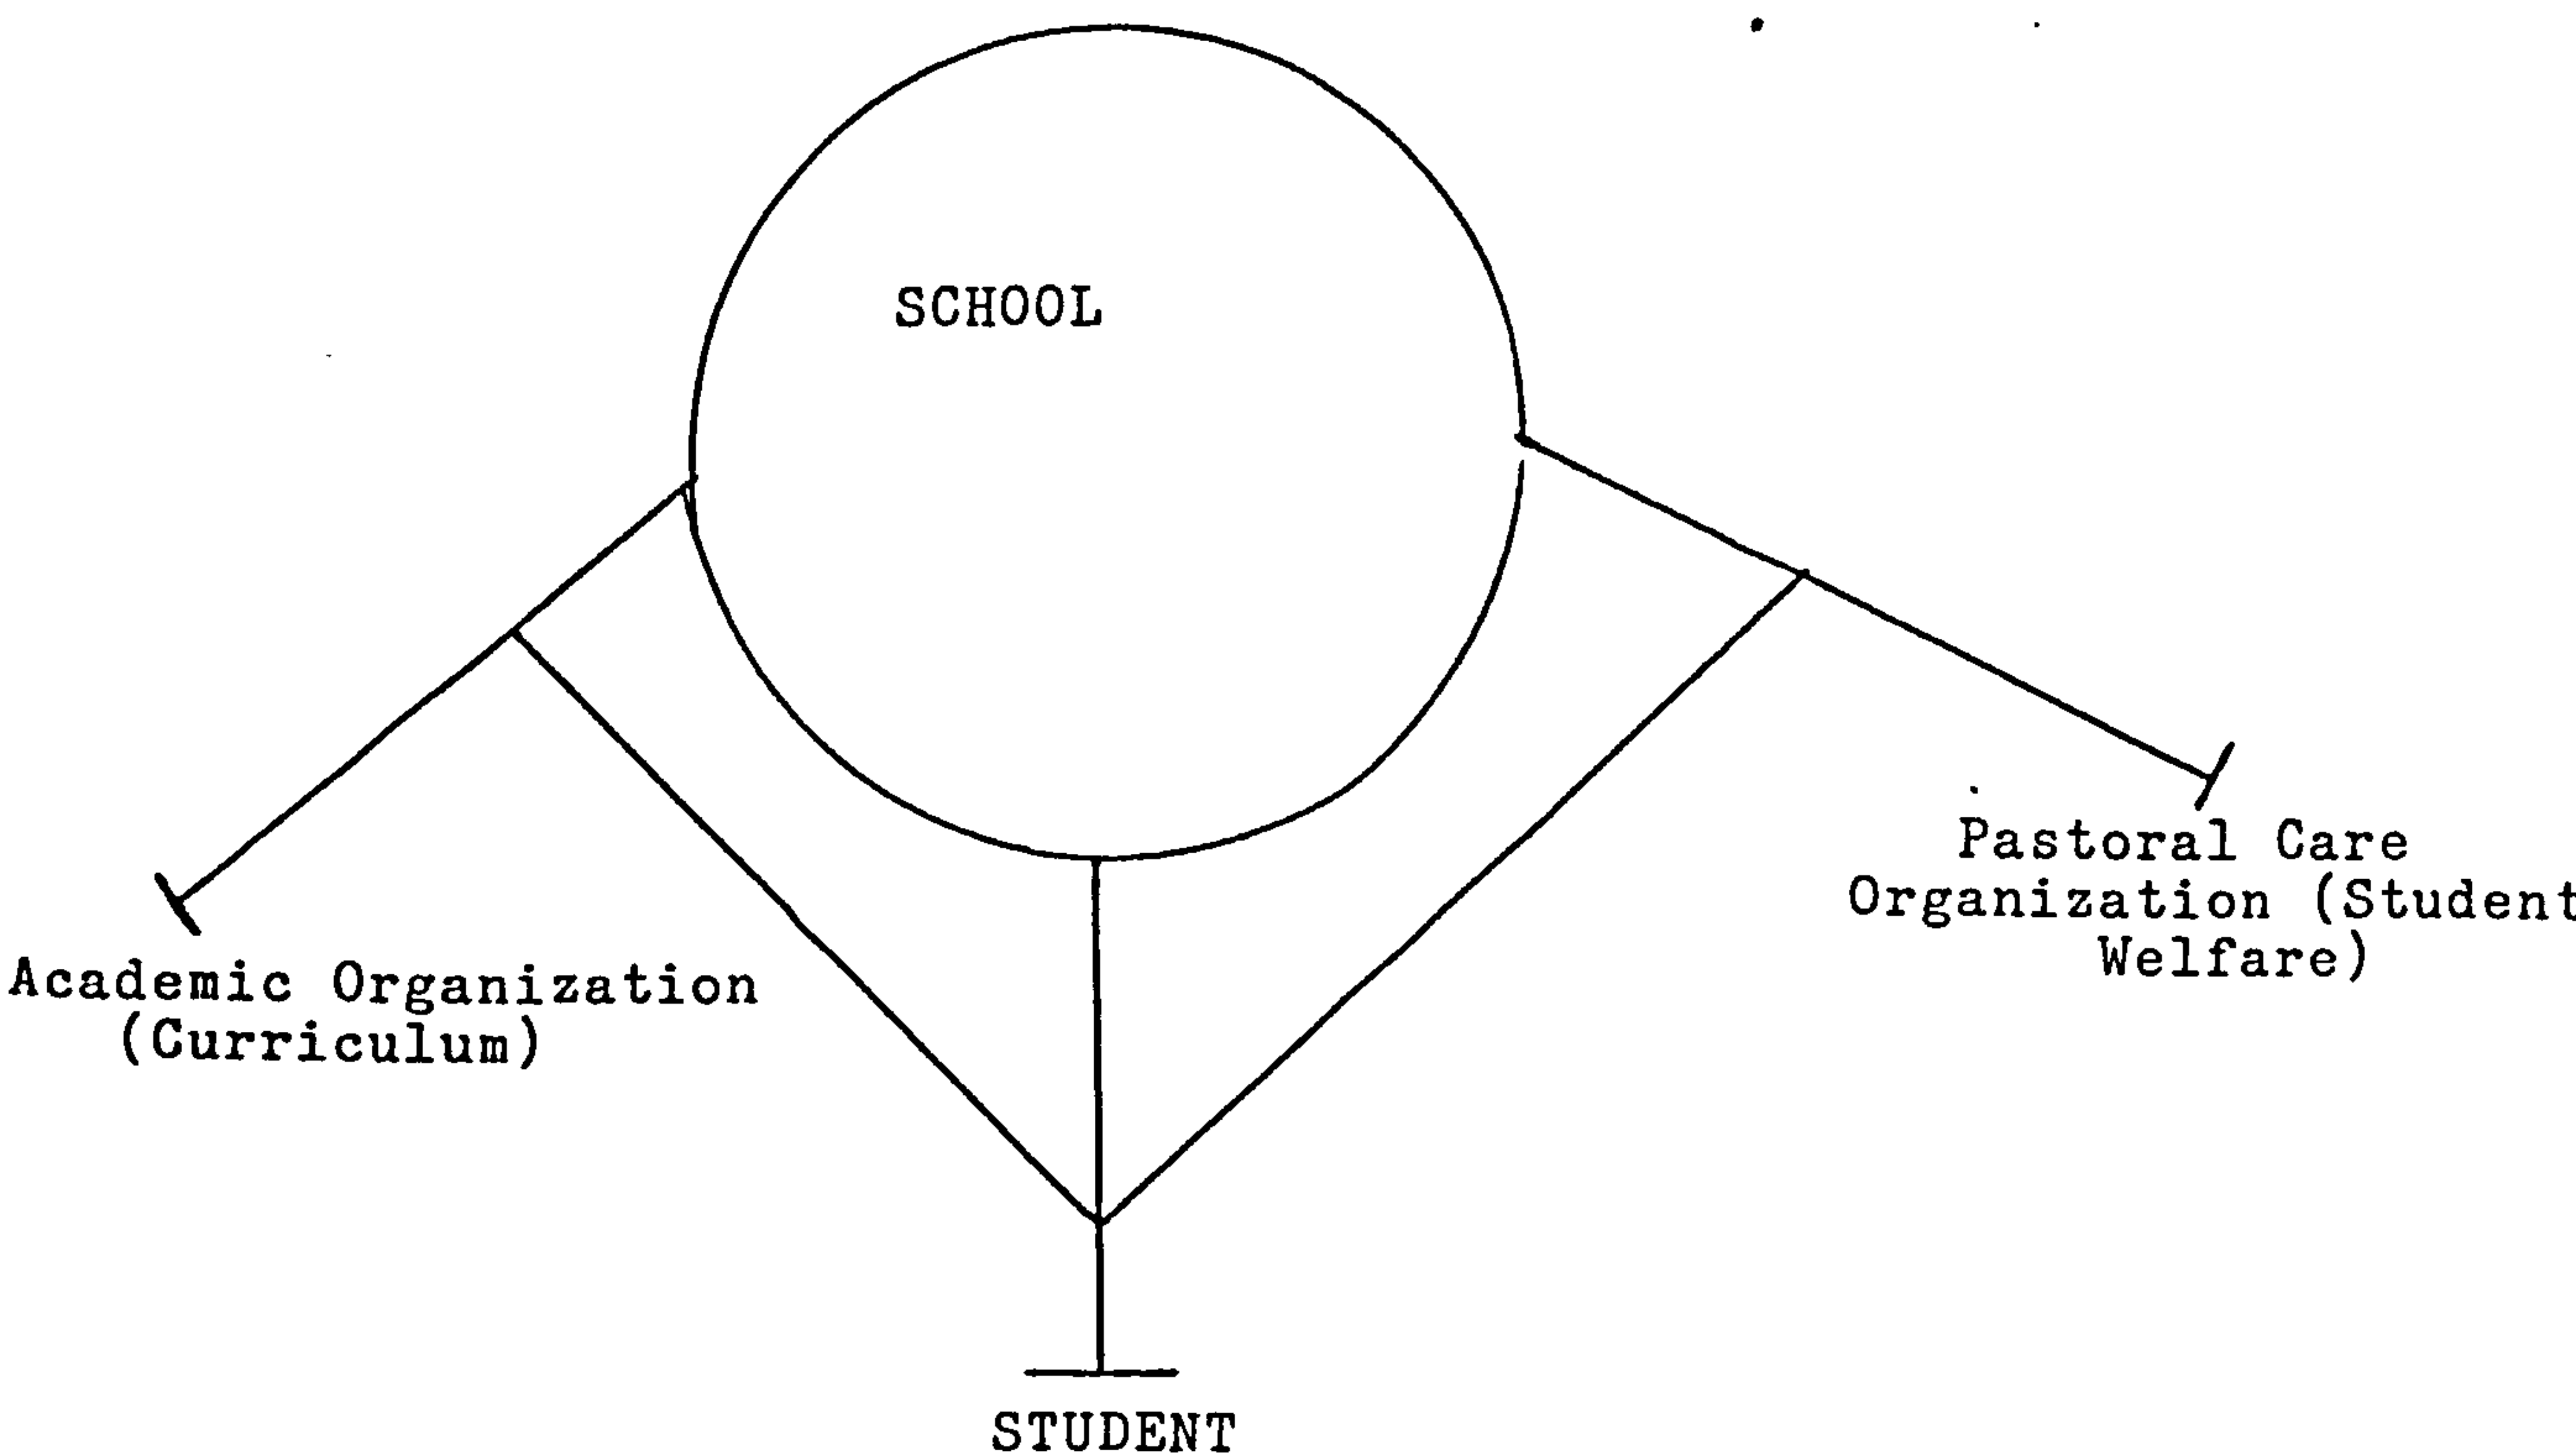 SCHOOL
Pastoral Care
Organization (Student
Welfare)
Academic Organization
(Curriculum)
STUDENT